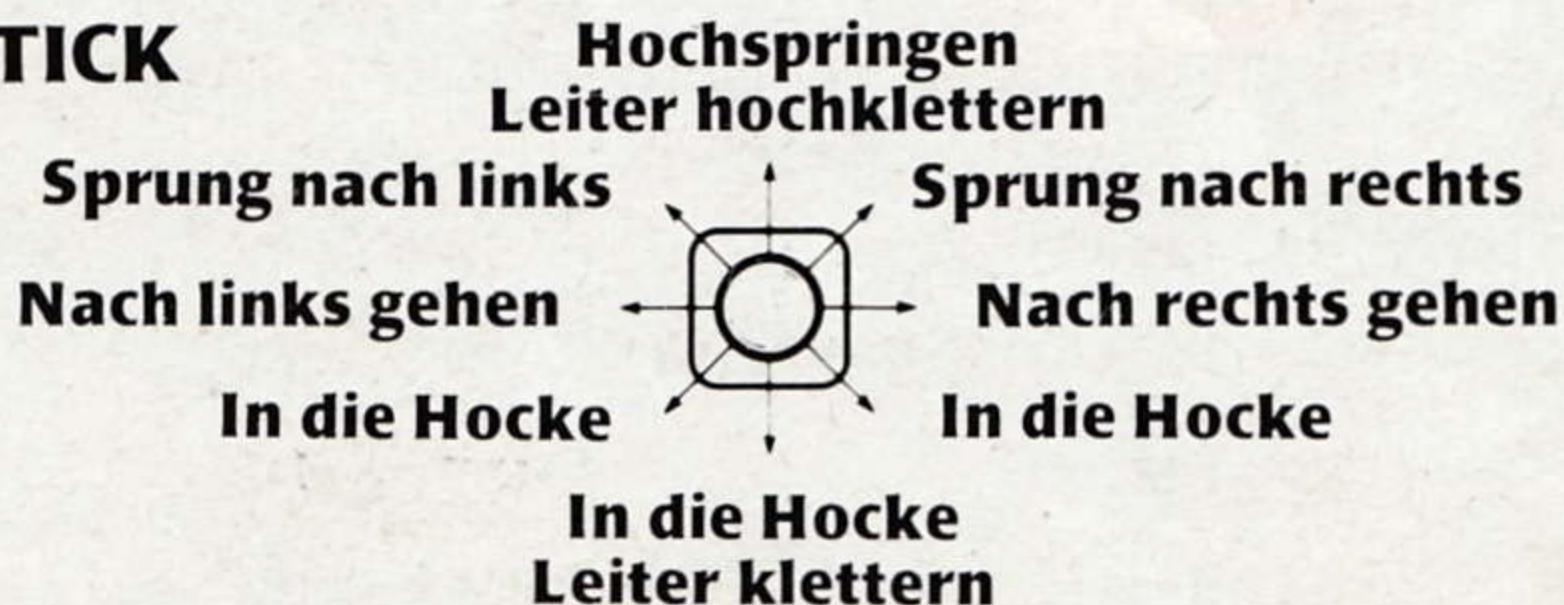 TICK
Hochspringen
Leiter hochklettern
Sprung nach links
Sprung nach rechts
Nach links gehen
Nach rechts gehen
In die Hocke
In die Hocke
In die Hocke
Leiter klettern